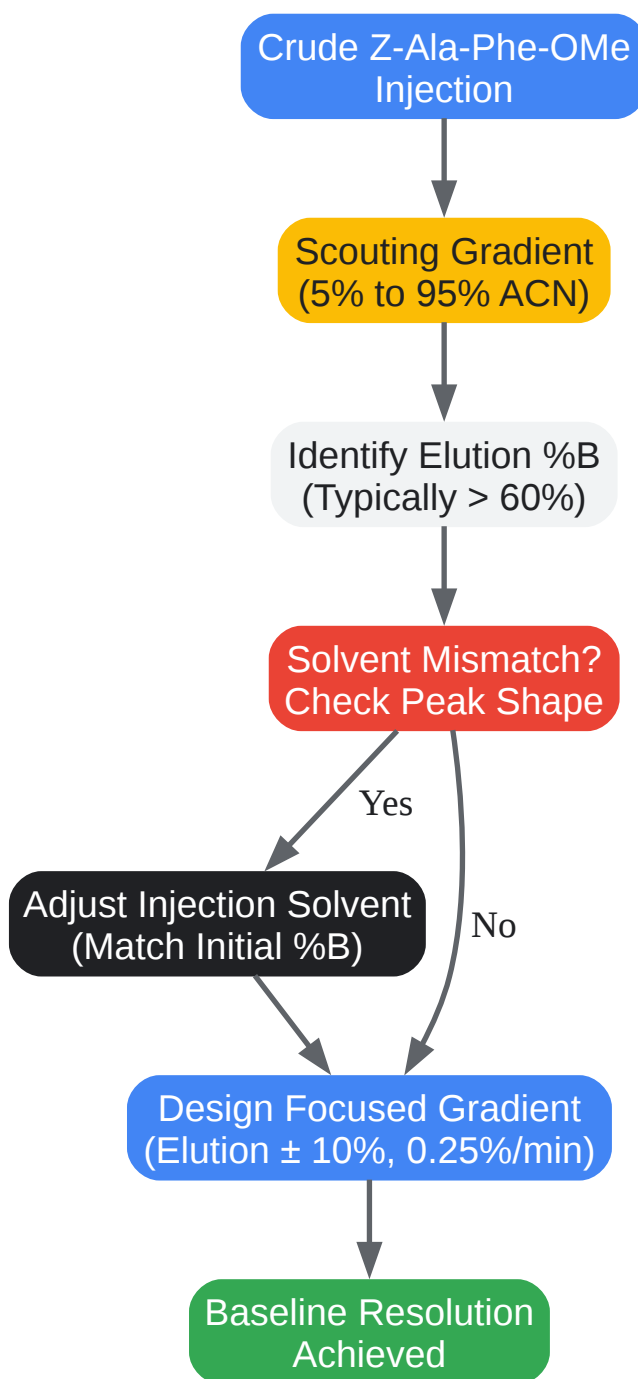 Crude Z-Ala-Phe-OMe
Injection
Scouting Gradient
(5% to 95% ACN)
Identify Elution %B
(Typically > 60%)
Solvent Mismatch?
Check Peak Shape
Yes
Adjust Injection Solvent
(Match Initial %B)
No
Design Focused Gradient
(Elution ± 10%, 0.25%/min)
Baseline Resolution
Achieved